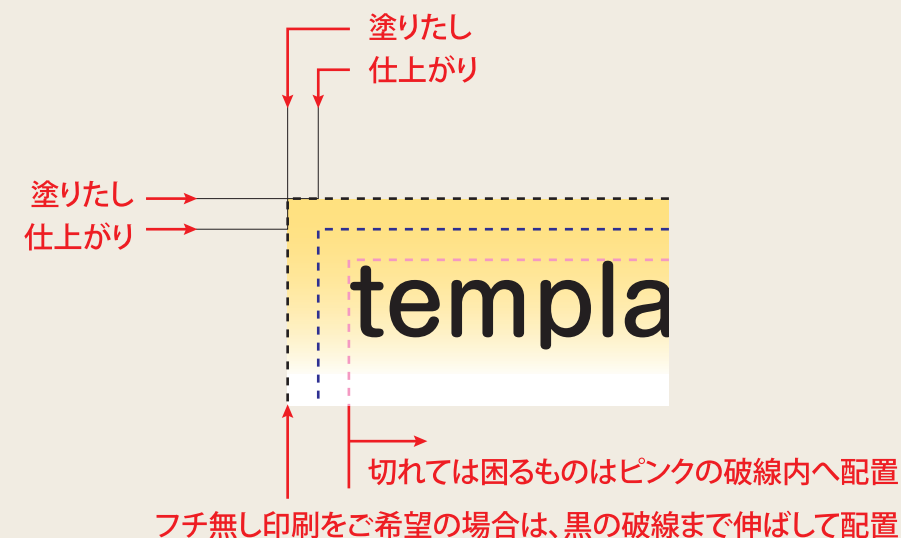 塗りたし
仕上がり
塗りたし
仕上がり
templa
切れては困るものはピンクの破線内へ配置
フチ無し印刷をご希望の場合は、黒の破線まで伸ばして配置